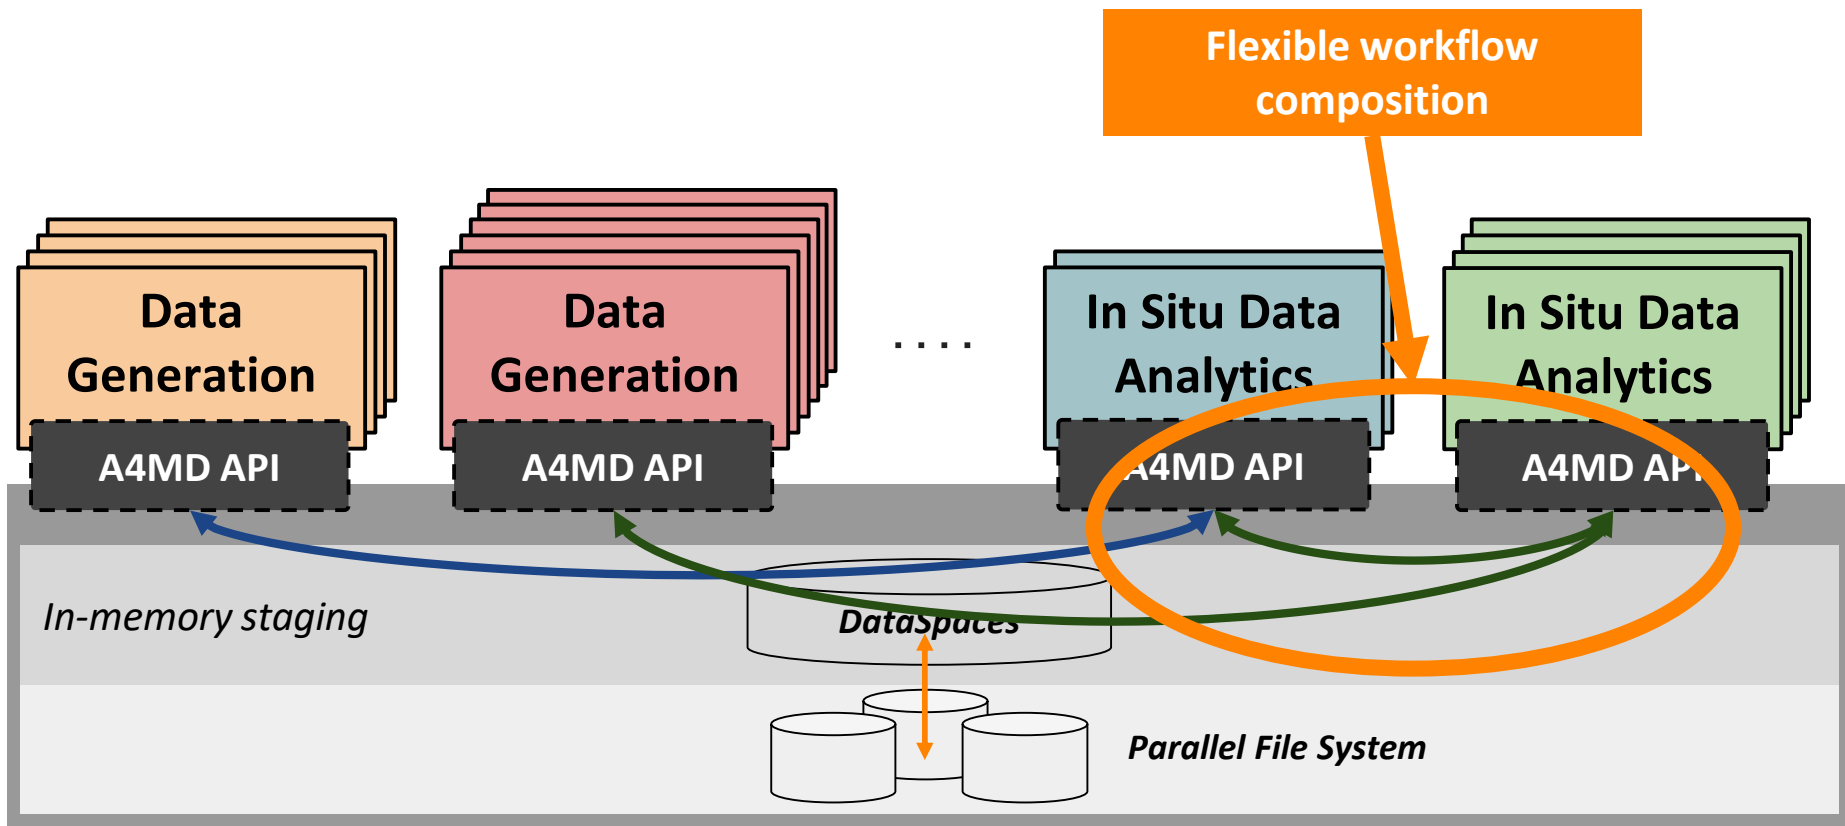 Flexible workflow
composition
Data
Generation
Data
Generation
. . . .
In Situ Data
Analytics
In Situ Data
Analytics
A4MD API
A4MD API
A4MD API
A4MD API
In-memory staging
DataSpaces
Parallel File System